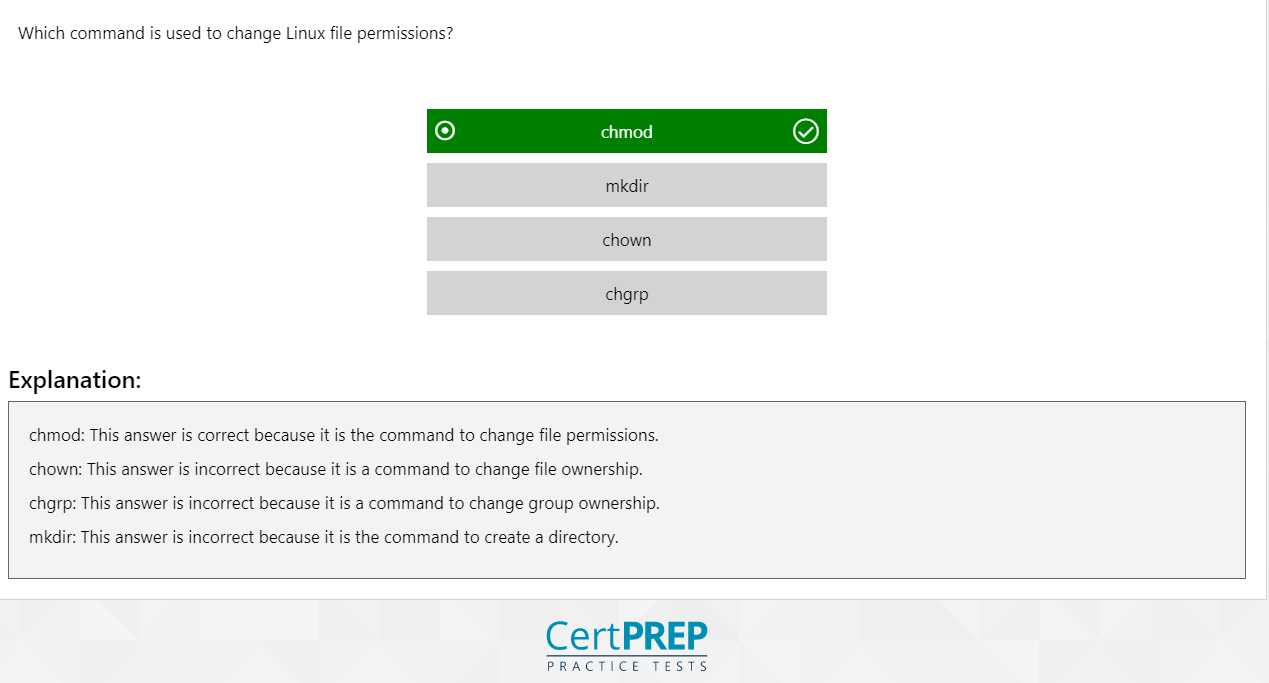 Which command is used to change Linux file permissions?
chmod
mkdir
chown
chgrp
Explanation:
chmod: This answer is correct because it is the command to change file permissions.
chown: This answer is incorrect because it is a command to change file ownership.
chgrp: This answer is incorrect because it is a command to change group ownership.
mkdir: This answer is incorrect because it is the command to create a directory.
CertPREP
PRACTICE TESTS